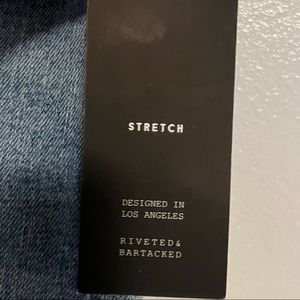 STRETCH
DESIGNED IN
LOS ANGELES
RIVETED&
BARTACKED